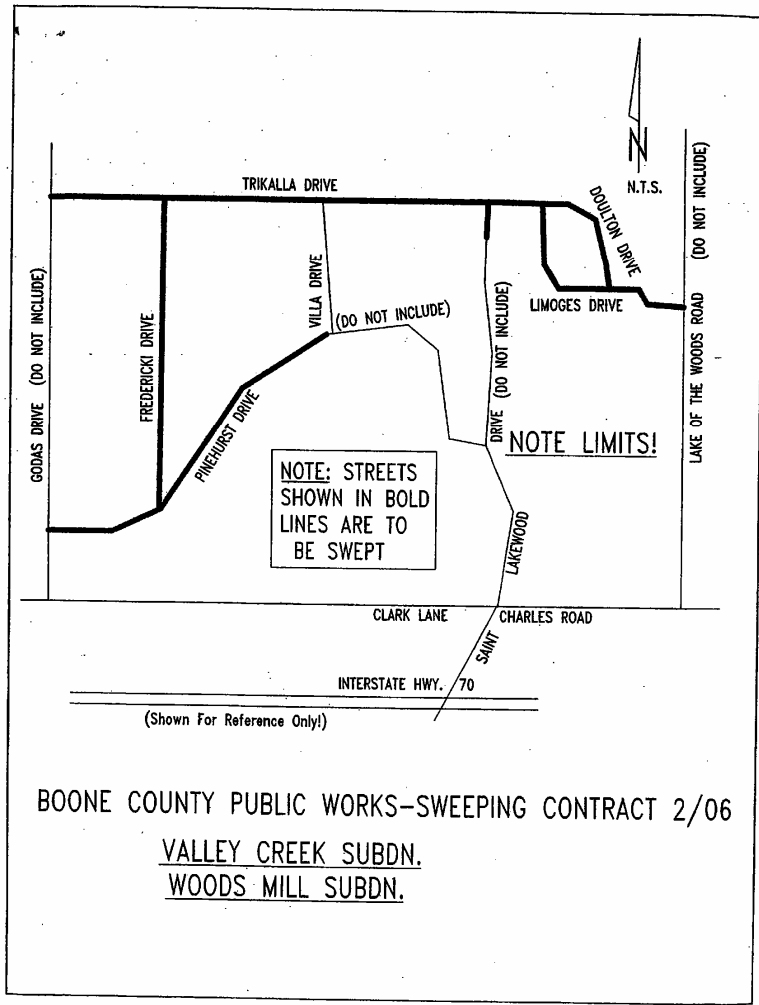 N
N.T.S.
TRIKALLA DRIVE
DOULTON DRIVE
(DO NOT INCLUDE)
LAKE OF THE WOODS ROAD
GODAS DRIVE (DO NOT INCLUDE)
FREDERICKI DRIVE
VILLA DRIVE
(DO NOT INCLUDE)
DRIVE (DO NOT INCLUDE)
LIMOGES DRIVE
PINEHURST DRIVE
NOTE LIMITS!
NOTE: STREETS
SHOWN IN BOLD
LINES ARE TO
BE SWEPT
LAKEWOOD
CLARK LANE
CHARLES ROAD
SAINT
INTERSTATE HWY. 70
(Shown For Reference Only!)
BOONE COUNTY PUBLIC WORKS-SWEEPING CONTRACT 2/06
VALLEY CREEK SUBDN.
WOODS MILL SUBDN.